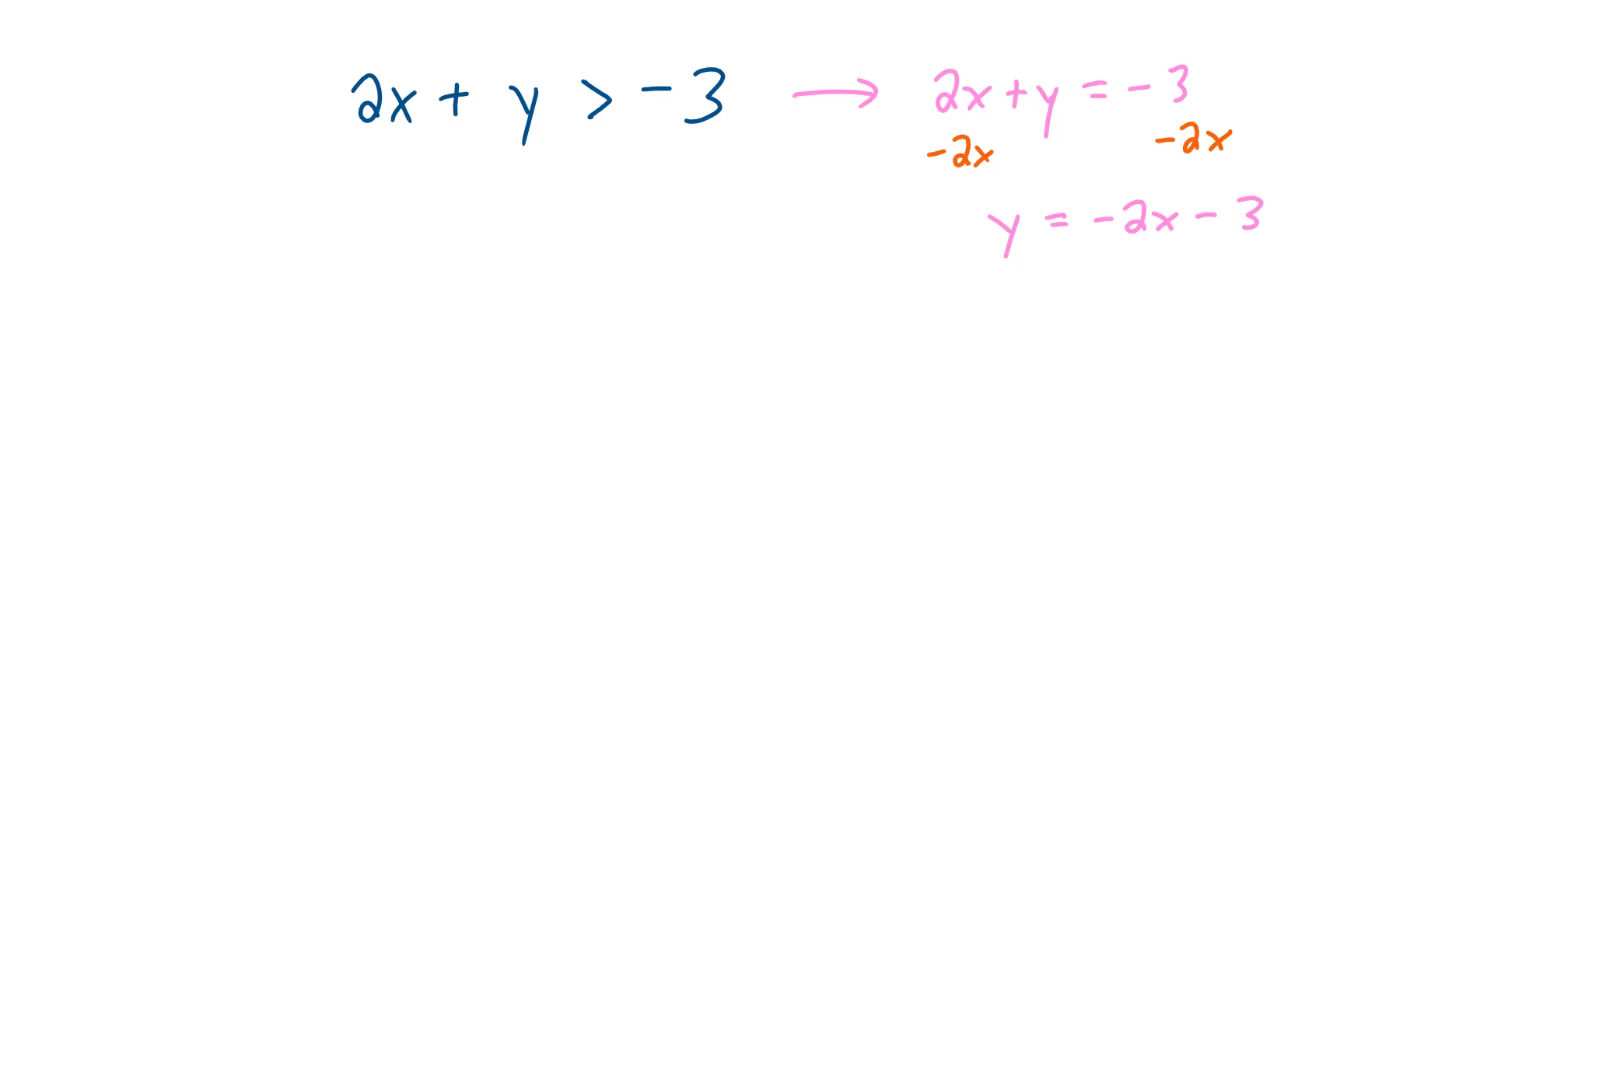 2x + y > -3 → 2x + y = -3
-2x -2x
y = -2x - 3